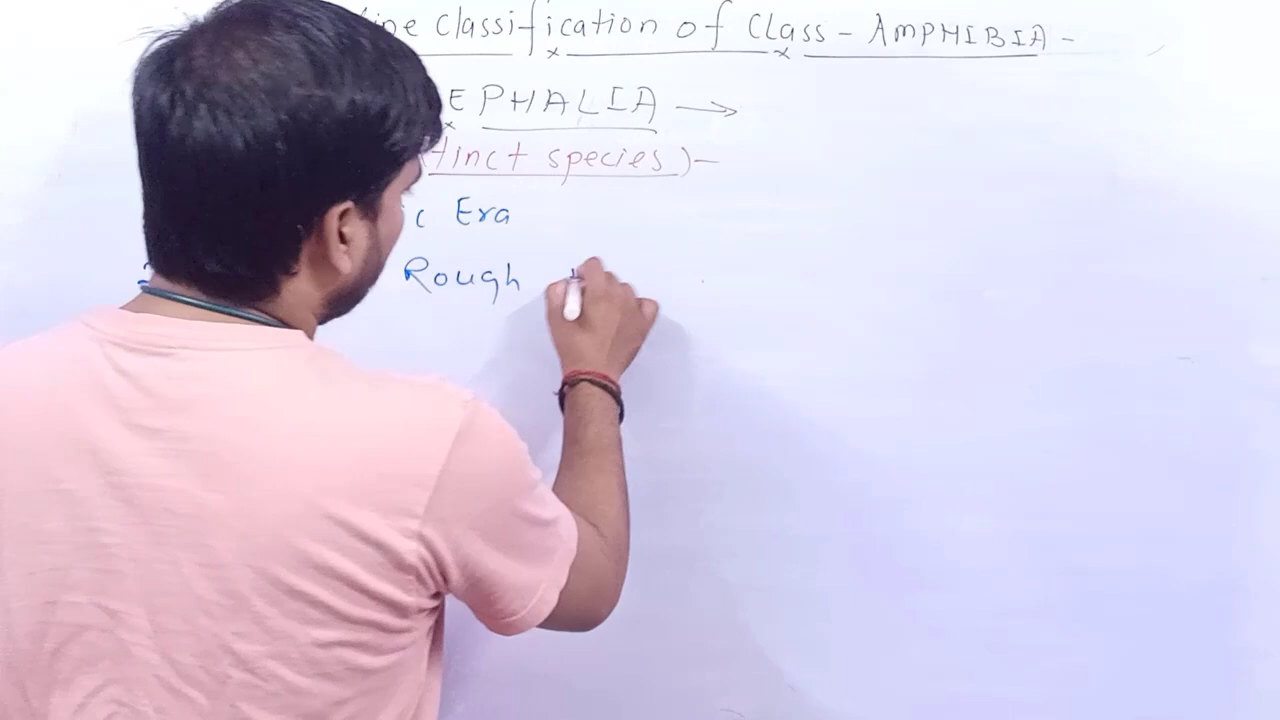 ine Classification of Class - AMPHIBIA -
EPHALIA →
tinct species) -
c Era
Rough